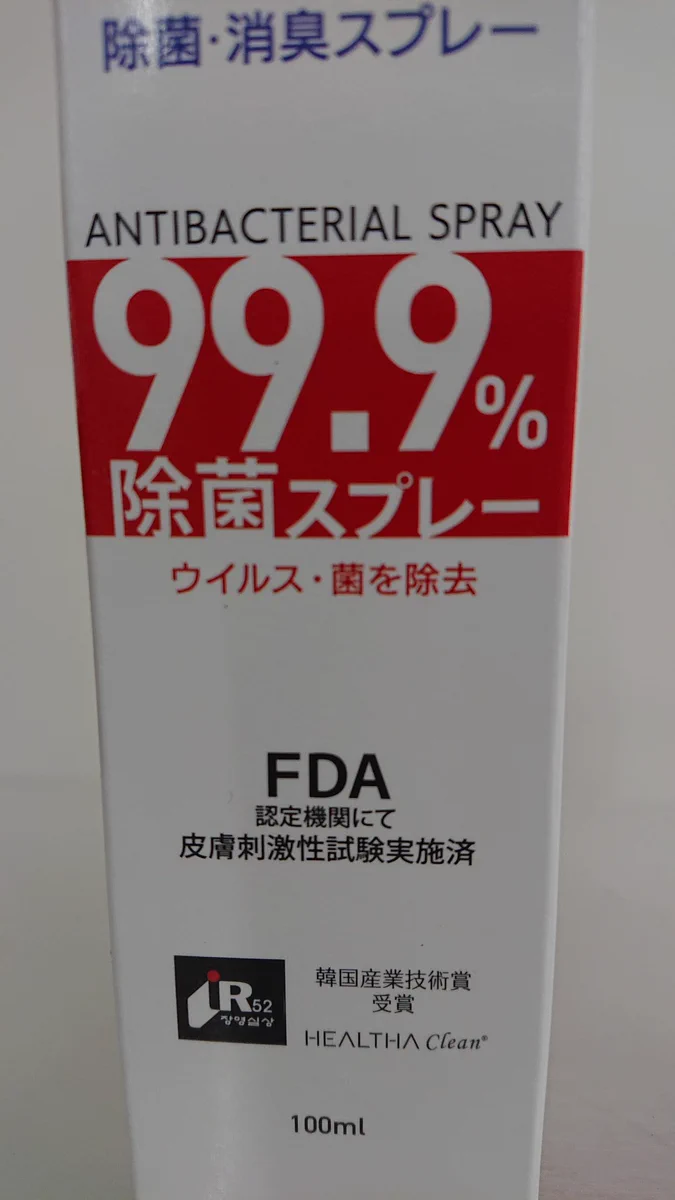 除菌・消臭スプレー
ANTIBACTERIAL SPRAY
99.9%
除菌スプレー
ウイルス・菌を除去
FDA
認定機関にて
皮膚刺激性試験実施済
iR52
장영실상
韓国産業技術賞
受賞
HEALTHA Clean®
100ml